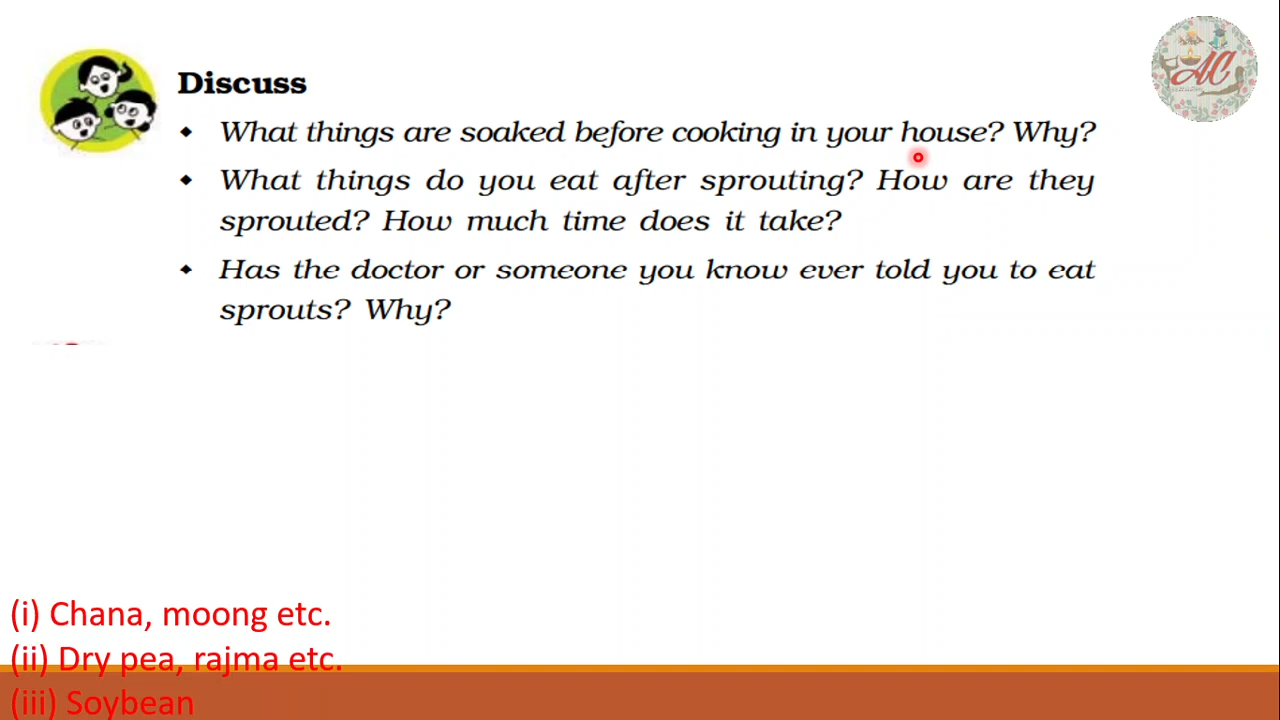 Discuss
◆ What things are soaked before cooking in your house? Why?
◆ What things do you eat after sprouting? How are they
sprouted? How much time does it take?
◆ Has the doctor or someone you know ever told you to eat
sprouts? Why?
AC
(i) Chana, moong etc.
(ii) Dry pea, rajma etc.
(iii) Soybean